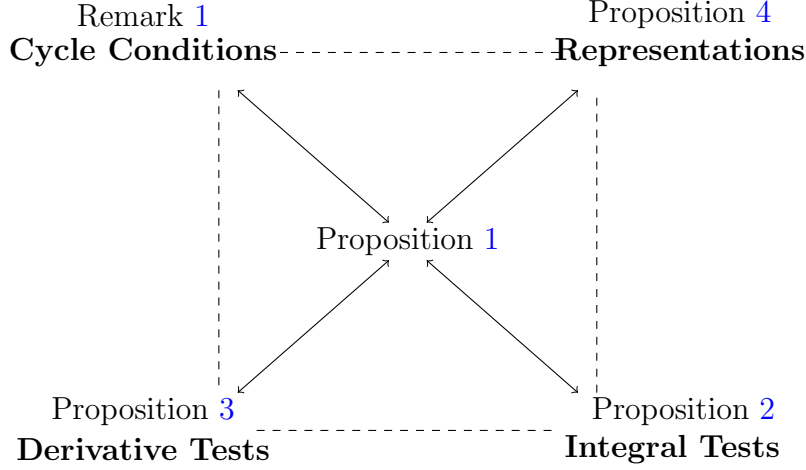 Remark 1
Cycle Conditions
Proposition 4
Representations
Proposition 1
Proposition 3
Derivative Tests
Proposition 2
Integral Tests